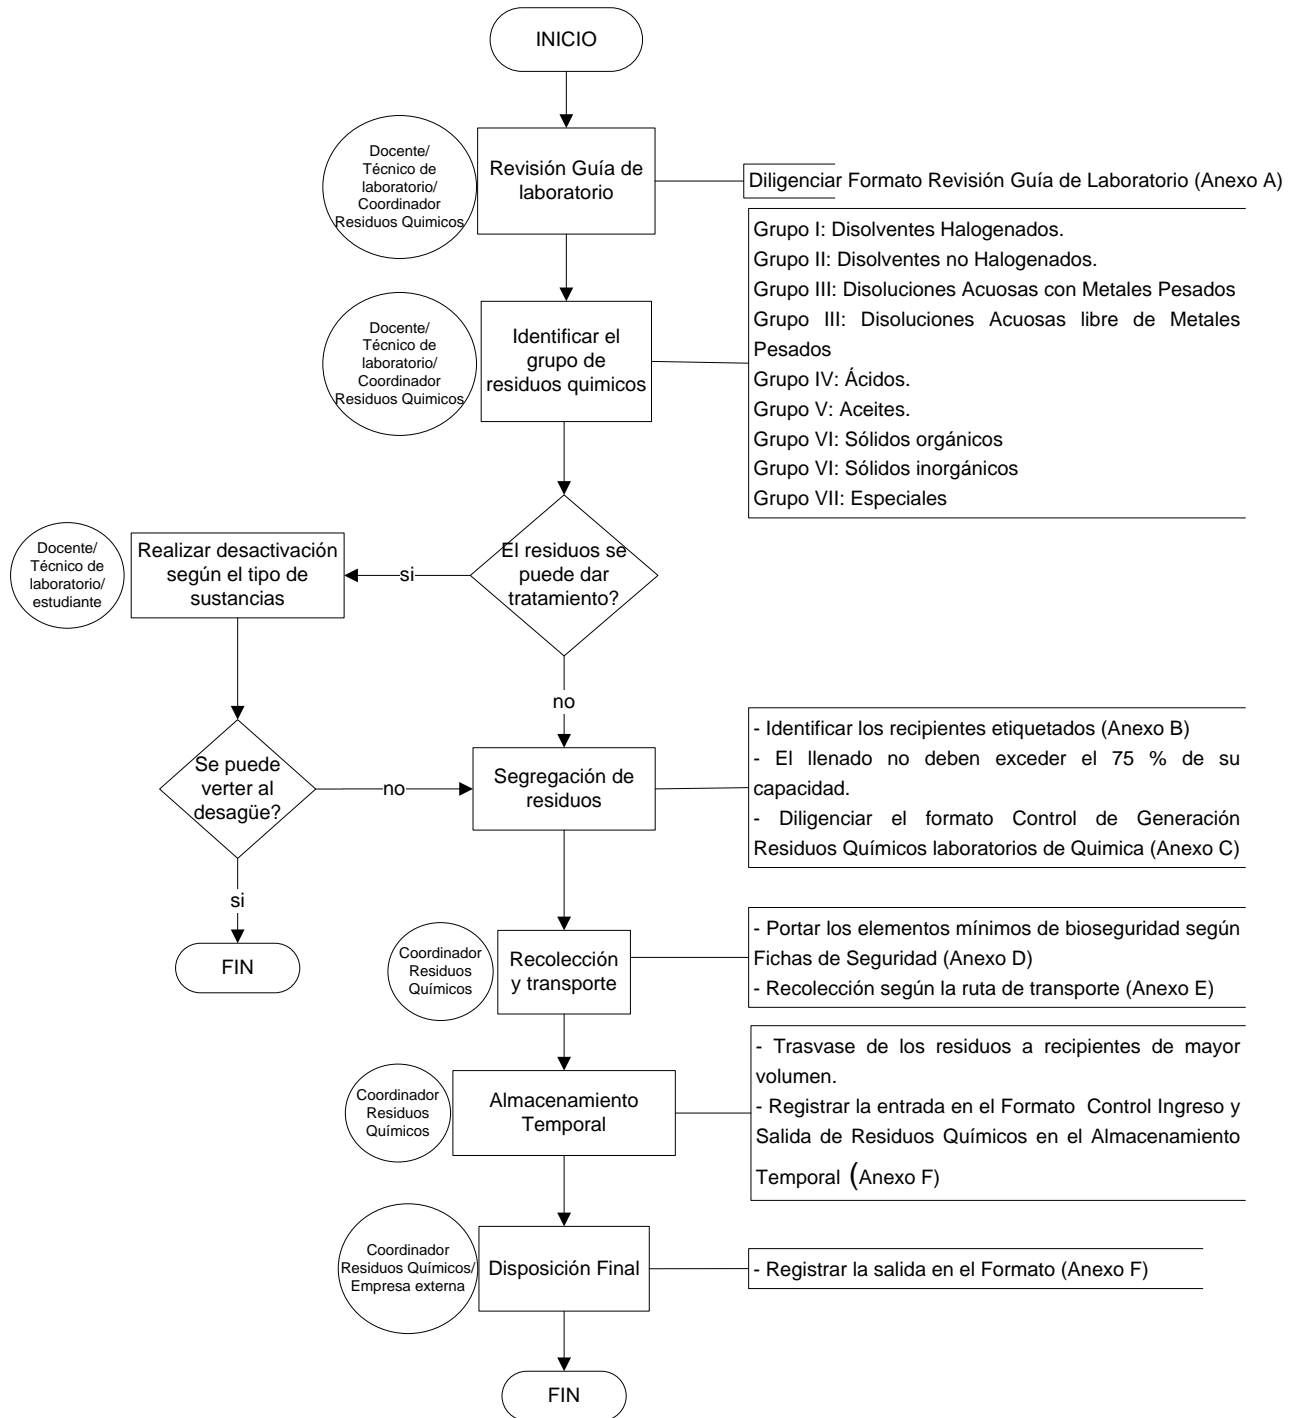 INICIO
Docente/
Técnico de
laboratorio/
Coordinador
Residuos Quimicos
Revisión Guía de
laboratorio
Diligenciar Formato Revisión Guía de Laboratorio (Anexo A)
Docente/
Técnico de
laboratorio/
Coordinador
Residuos Quimicos
Identificar el
grupo de
residuos quimicos
Grupo I: Disolventes Halogenados.
Grupo II: Disolventes no Halogenados.
Grupo III: Disoluciones Acuosas con Metales Pesados
Grupo III: Disoluciones Acuosas libre de Metales
Pesados
Grupo IV: Ácidos.
Grupo V: Aceites.
Grupo VI: Sólidos orgánicos
Grupo VI: Sólidos inorgánicos
Grupo VII: Especiales
Docente/
Técnico de
laboratorio/
estudiante
Realizar desactivación
según el tipo de
sustancias
si
El residuos se
puede dar
tratamiento?
no
Se puede
verter al
desagüe?
no
Segregación de
residuos
- Identificar los recipientes etiquetados (Anexo B)
- El llenado no deben exceder el 75 % de su
capacidad.
- Diligenciar el formato Control de Generación
Residuos Químicos laboratorios de Quimica (Anexo C)
si
FIN
Coordinador
Residuos
Químicos
Recolección
y transporte
- Portar los elementos mínimos de bioseguridad según
Fichas de Seguridad (Anexo D)
- Recolección según la ruta de transporte (Anexo E)
Coordinador
Residuos
Químicos
Almacenamiento
Temporal
- Trasvase de los residuos a recipientes de mayor
volumen.
- Registrar la entrada en el Formato Control Ingreso y
Salida de Residuos Químicos en el Almacenamiento
Temporal (Anexo F)
Coordinador
Residuos Químicos/
Empresa externa
Disposición Final
- Registrar la salida en el Formato (Anexo F)
FIN